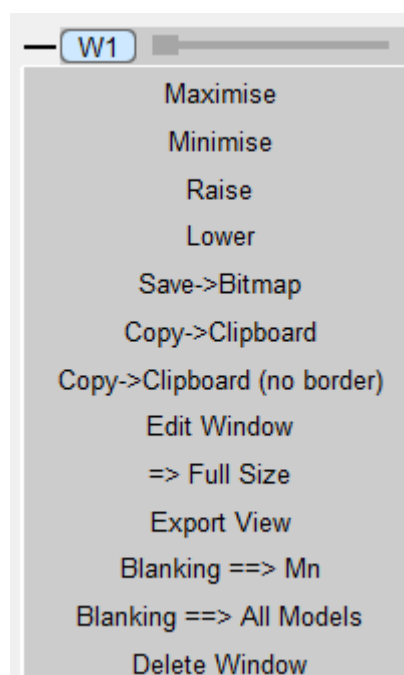 W1
Maximise
Minimise
Raise
Lower
Save->Bitmap
Copy->Clipboard
Copy->Clipboard (no border)
Edit Window
=> Full Size
Export View
Blanking ==> Mn
Blanking ==> All Models
Delete Window